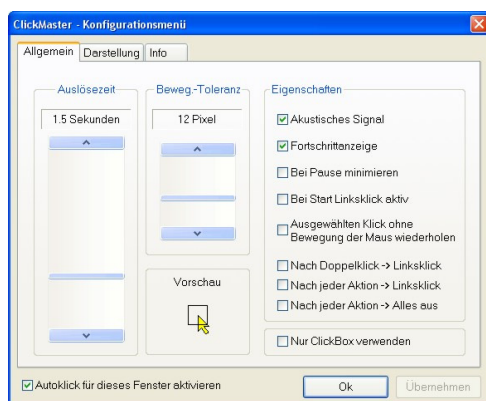 ClickMaster - Konfigurationsmenü
Allgemein Darstellung Info
Auslösezeit
1.5 Sekunden
Beweg.-Toleranz
12 Pixel
Vorschau
Eigenschaften
Akustisches Signal
Fortschrittanzeige
Bei Pause minimieren
Bei Start Linksklick aktiv
Ausgewählten Klick ohne
Bewegung der Maus wiederholen
Nach Doppelklick -> Linksklick
Nach jeder Aktion -> Linksklick
Nach jeder Aktion -> Alles aus
Nur ClickBox verwenden
Autoklick für dieses Fenster aktivieren
Ok
Übernehmen